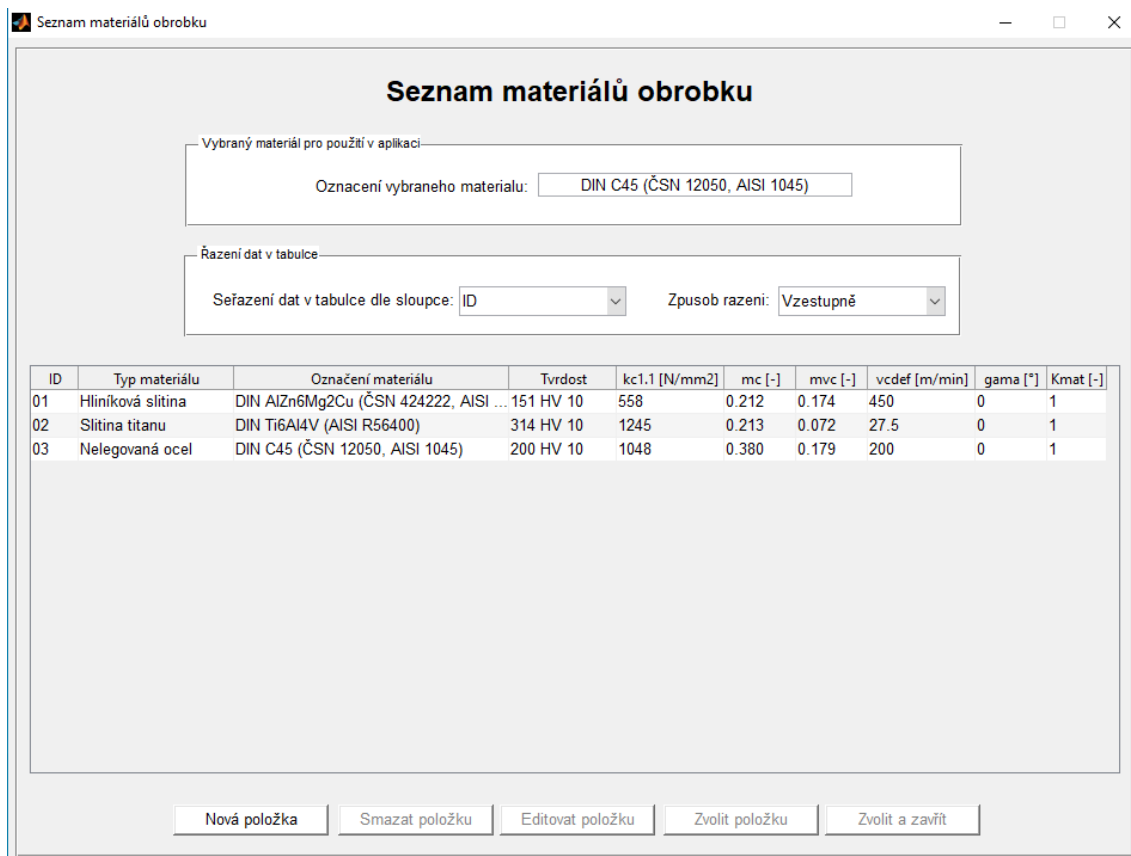 Seznam materiálů obrobku
Seznam materiálů obrobku
Vybraný materiál pro použití v aplikaci
Oznacení vybraneho materialu: DIN C45 (ČSN 12050, AISI 1045)
Řazení dat v tabulce
Seřazení dat v tabulce dle sloupce: ID Zpusob razeni: Vzestupně
ID Typ materiálu Označení materiálu Tvrdost kc1.1 [N/mm2] mc [-] mvc [-] vcdef [m/min] gama [°] Kmat [-]
01 Hliníková slitina DIN AlZn6Mg2Cu (ČSN 424222, AISI ... 151 HV 10 558 0.212 0.174 450 0 1
02 Slitina titanu DIN Ti6Al4V (AISI R56400) 314 HV 10 1245 0.213 0.072 27.5 0 1
03 Nelegovaná ocel DIN C45 (ČSN 12050, AISI 1045) 200 HV 10 1048 0.380 0.179 200 0 1
Nová položka Smazat položku Editovat položku Zvolit položku Zvolit a zavřít